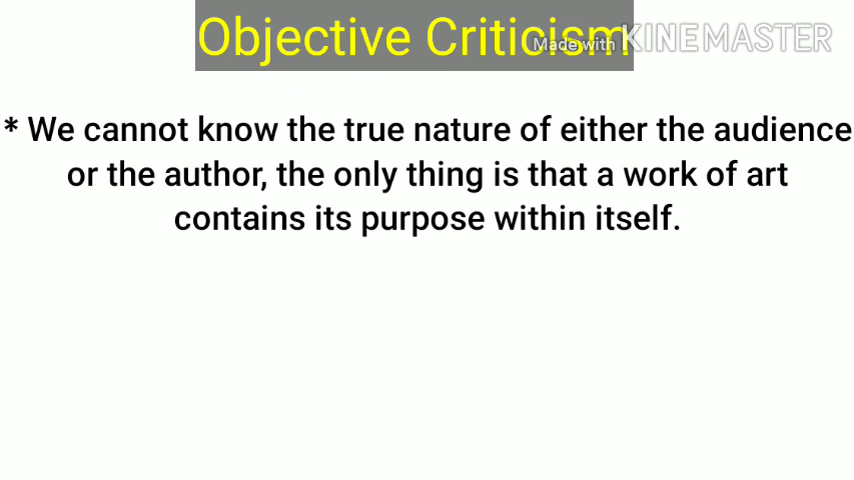 Objective Criticism
Made with KINEMASTER
* We cannot know the true nature of either the audience
or the author, the only thing is that a work of art
contains its purpose within itself.